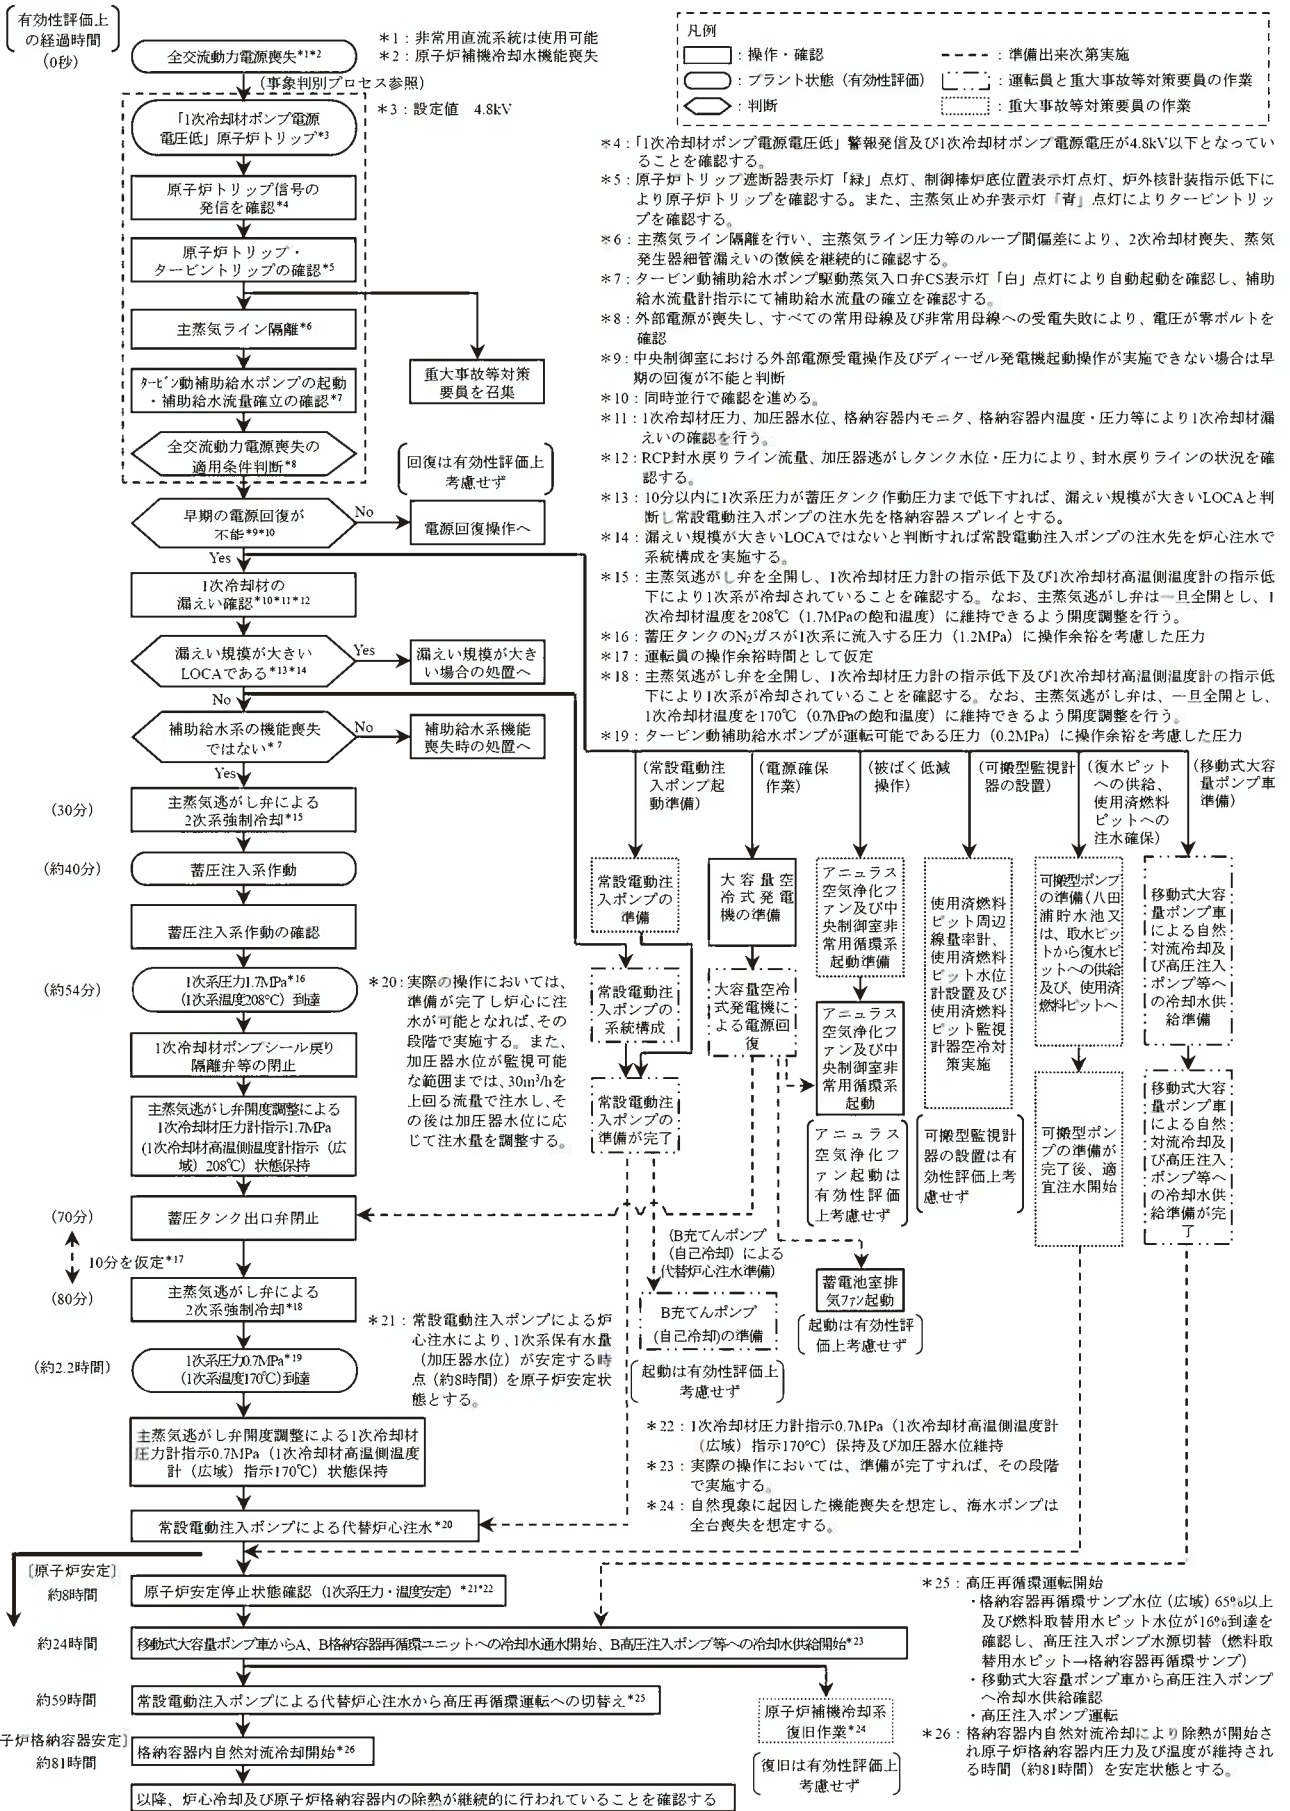 有効性評価上
の経過時間
(0秒)
全交流動力電源喪失*1*2
*1：非常用直流系統は使用可能
*2：原子炉補機冷却水機能喪失
(事象判別プロセス参照)
凡例
：操作・確認
：プラント状態（有効性評価）
：判断
：準備出来次第実施
：運転員と重大事故等対策要員の作業
：重大事故等対策要員の作業
「1次冷却材ポンプ電源
電圧低」原子炉トリップ*3
*3：設定値　4.8kV
原子炉トリップ信号の
発信を確認*4
原子炉トリップ・
タービントリップの確認*5
主蒸気ライン隔離*6
重大事故等対策
要員を召集
タービン動補助給水ポンプの起動
・補助給水流量確立の確認*7
全交流動力電源喪失の
適用条件判断*8
回復は有効性評価上
考慮せず
早期の電源回復が
不能*9*10
No
電源回復操作へ
Yes
1次冷却材の
漏えい確認*10*11*12
漏えい規模が大きい
LOCAである*13*14
Yes
漏えい規模が大き
い場合の処置へ
No
補助給水系の機能喪失
ではない*7
No
補助給水系機能
喪失時の処置へ
Yes
*4：「1次冷却材ポンプ電源電圧低」警報発信及び1次冷却材ポンプ電源電圧が4.8kV以下となってい
ることを確認する。
*5：原子炉トリップ遮断器表示灯「緑」点灯、制御棒炉底位置表示灯点灯、炉外核計装指示低下に
より原子炉トリップを確認する。また、主蒸気止め弁表示灯「青」点灯によりタービントリッ
プを確認する。
*6：主蒸気ライン隔離を行い、主蒸気ライン圧力等のループ間偏差により、2次冷却材喪失、蒸気
発生器細管漏えいの徴候を継続的に確認する。
*7：タービン動補助給水ポンプ駆動蒸気入口弁CS表示灯「白」点灯により自動起動を確認し、補助
給水流量計指示にて補助給水流量の確立を確認する。
*8：外部電源が喪失し、すべての常用母線及び非常用母線への受電失敗により、電圧が零ボルトを
確認
*9：中央制御室における外部電源受電操作及びディーゼル発電機起動操作が実施できない場合は早
期の回復が不能と判断
*10：同時並行で確認を進める。
*11：1次冷却材圧力、加圧器水位、格納容器内モニタ、格納容器内温度・圧力等により1次冷却材漏
えいの確認を行う。
*12：RCP封水戻りライン流量、加圧器逃がしタンク水位・圧力により、封水戻りラインの状況を確
認する。
*13：10分以内に1次系圧力が蓄圧タンク作動圧力まで低下すれば、漏えい規模が大きいLOCAと判
断し常設電動注入ポンプの注水先を格納容器スプレイとする。
*14：漏えい規模が大きいLOCAではないと判断すれば常設電動注入ポンプの注水先を炉心注水で
系統構成を実施する。
*15：主蒸気逃がし弁を全開し、1次冷却材圧力計の指示低下及び1次冷却材高温側温度計の指示低
下により1次系が冷却されていることを確認する。なお、主蒸気逃がし弁は一旦全開とし、1
次冷却材温度を208℃（1.7MPaの飽和温度）に維持できるよう開度調整を行う。
*16：蓄圧タンクのN₂ガスが1次系に流入する圧力（1.2MPa）に操作余裕を考慮した圧力
*17：運転員の操作余裕時間として仮定
*18：主蒸気逃がし弁を全開し、1次冷却材圧力計の指示低下及び1次冷却材高温側温度計の指示低
下により1次系が冷却されていることを確認する。なお、主蒸気逃がし弁は、一旦全開とし、
1次冷却材温度を170℃（0.7MPaの飽和温度）に維持できるよう開度調整を行う。
*19：タービン動補助給水ポンプが運転可能である圧力（0.2MPa）に操作余裕を考慮した圧力
(30分)
主蒸気逃がし弁による
2次系強制冷却*15
(約40分)
蓄圧注入系作動
蓄圧注入系作動の確認
(約54分)
1次系圧力1.7MPa*16
(1次系温度208℃) 到達
1次冷却材ポンプシール戻り
隔離弁等の閉止
主蒸気逃がし弁開度調整による
1次冷却材圧力計指示1.7MPa
(1次冷却材高温側温度計指示（広
域）208℃）状態保持
(70分)
蓄圧タンク出口弁閉止
10分を仮定*17
(80分)
主蒸気逃がし弁による
2次系強制冷却*18
(約2.2時間)
1次系圧力0.7MPa*19
(1次系温度170℃)到達
主蒸気逃がし弁開度調整による1次冷却材
圧力計指示0.7MPa（1次冷却材高温側温度
計（広域）指示170℃）状態保持
常設電動注入ポンプによる代替炉心注水*20
*20：実際の操作においては、
準備が完了し炉心に注
水が可能となれば、その
段階で実施する。また、
加圧器水位が監視可能
な範囲までは、30m³/hを
上回る流量で注水し、そ
の後は加圧器水位に応
じて注水量を調整する。
(常設電動注
入ポンプ起
動準備)
常設電動注
入ポンプの
準備
常設電動注
入ポンプの
系統構成
常設電動注
入ポンプの
準備が完了
(電源確保
作業)
大容量空
冷式発電
機の準備
大容量空冷
式発電機に
よる電源回
復
(被ばく低減
操作)
アニュラス
空気浄化フ
ァン及び中
央制御室非
常用循環系
起動準備
アニュラス
空気浄化フ
ァン及び中
央制御室非
常用循環系
起動
アニュラス
空気浄化フ
ァン起動は
有効性評価
上考慮せず
(可搬型監視計
器の設置)
使用済燃料
ピット周辺
線量率計、
使用済燃料
ピット水位
計設置及び
使用済燃料
ピット監視
計器空冷対
策実施
可搬型監視計
器の設置は有
効性評価上考
慮せず
(復水ピット
への供給、
使用済燃料
ピットへの
注水確保)
可搬型ポンプ
の準備（八田
浦貯水池又
は、取水ピッ
トから復水ピ
ットへの供給
及び、使用済
燃料ピットへ
可搬型ポン
プの準備が
完了後、適
宜注水開始
(移動式大容
量ポンプ車
準備)
移動式大容
量ポンプ車
による自然
対流冷却及
び高圧注入
ポンプ等へ
の冷却水供
給準備
移動式大容
量ポンプ車
による自然
対流冷却及
び高圧注入
ポンプ等へ
の冷却水供
給準備が完
了
(B充てんポンプ
(自己冷却）による
代替炉心注水準備)
B充てんポンプ
(自己冷却)の準備
起動は有効性評価上
考慮せず
蓄電池室排
気ファン起動
起動は有効性評
価上考慮せず
*21：常設電動注入ポンプによる炉
心注水により、1次系保有水量
（加圧器水位）が安定する時
点（約8時間）を原子炉安定状
態とする。
*22：1次冷却材圧力計指示0.7MPa（1次冷却材高温側温度計
（広域）指示170℃）保持及び加圧器水位維持
*23：実際の操作においては、準備が完了すれば、その段階
で実施する。
*24：自然現象に起因した機能喪失を想定し、海水ポンプは
全台喪失を想定する。
〔原子炉安定〕
約8時間
原子炉安定停止状態確認（1次系圧力・温度安定）*21*22
約24時間
移動式大容量ポンプ車からA、B格納容器再循環ユニットへの冷却水通水開始、B高圧注入ポンプ等への冷却水供給開始*23
約59時間
常設電動注入ポンプによる代替炉心注水から高圧再循環運転への切替え*25
原子炉補機冷却系
復旧作業*24
復旧は有効性評価上
考慮せず
子炉格納容器安定〕
約81時間
格納容器内自然対流冷却開始*26
以降、炉心冷却及び原子炉格納容器内の除熱が継続的に行われていることを確認する
*25：高圧再循環運転開始
・格納容器再循環サンプ水位（広域）65%以上
及び燃料取替用水ピット水位が16%到達を
確認し、高圧注入ポンプ水源切替（燃料取
替用水ピット→格納容器再循環サンプ）
・移動式大容量ポンプ車から高圧注入ポンプ
へ冷却水供給確認
・高圧注入ポンプ運転
*26：格納容器内自然対流冷却により除熱が開始さ
れ原子炉格納容器内圧力及び温度が維持され
る時間（約81時間）を安定状態とする。